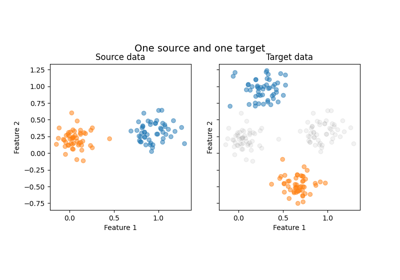 One source and one target
Source data
Target data
1.25
1.00
0.75
0.50
0.25
0.00
−0.25
−0.50
−0.75
Feature 2
Feature 2
0.0
0.5
1.0
0.0
0.5
1.0
Feature 1
Feature 1